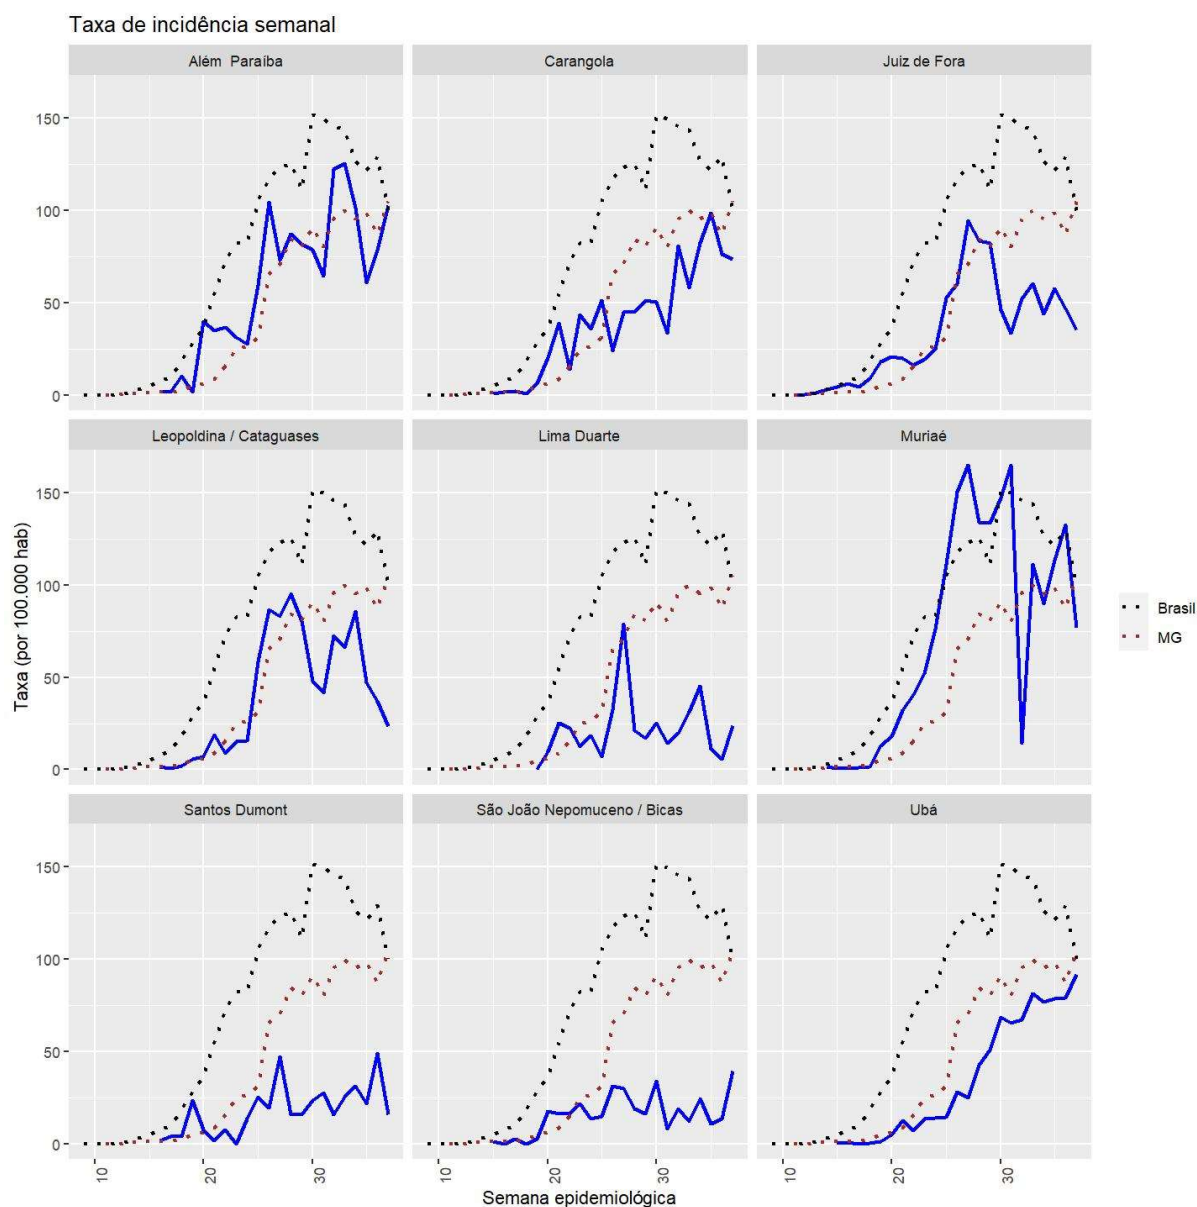 Taxa de incidência semanal
Além  Paraíba
Carangola
Juiz de Fora
150
100
50
0
Leopoldina / Cataguases
Lima Duarte
Muriaé
150
100
50
0
Taxa (por 100.000 hab)
Brasil
MG
Santos Dumont
São João Nepomuceno / Bicas
Ubá
150
100
50
0
10
20
30
10
20
30
10
20
30
Semana epidemiológica